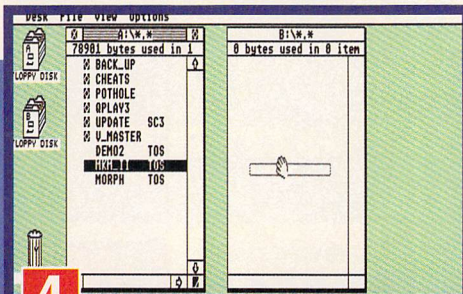 Desk File View Options
A:\*.*
78901 bytes used in 1
BACK_UP
CHEATS
POTHOLE
QPLAY3
UPDATE SC3
V_MASTER
DEMO2 TOS
TOS
MORPH TOS
B:\*.*
0 bytes used in 0 item
A
FLOPPY DISK
B
FLOPPY DISK
4